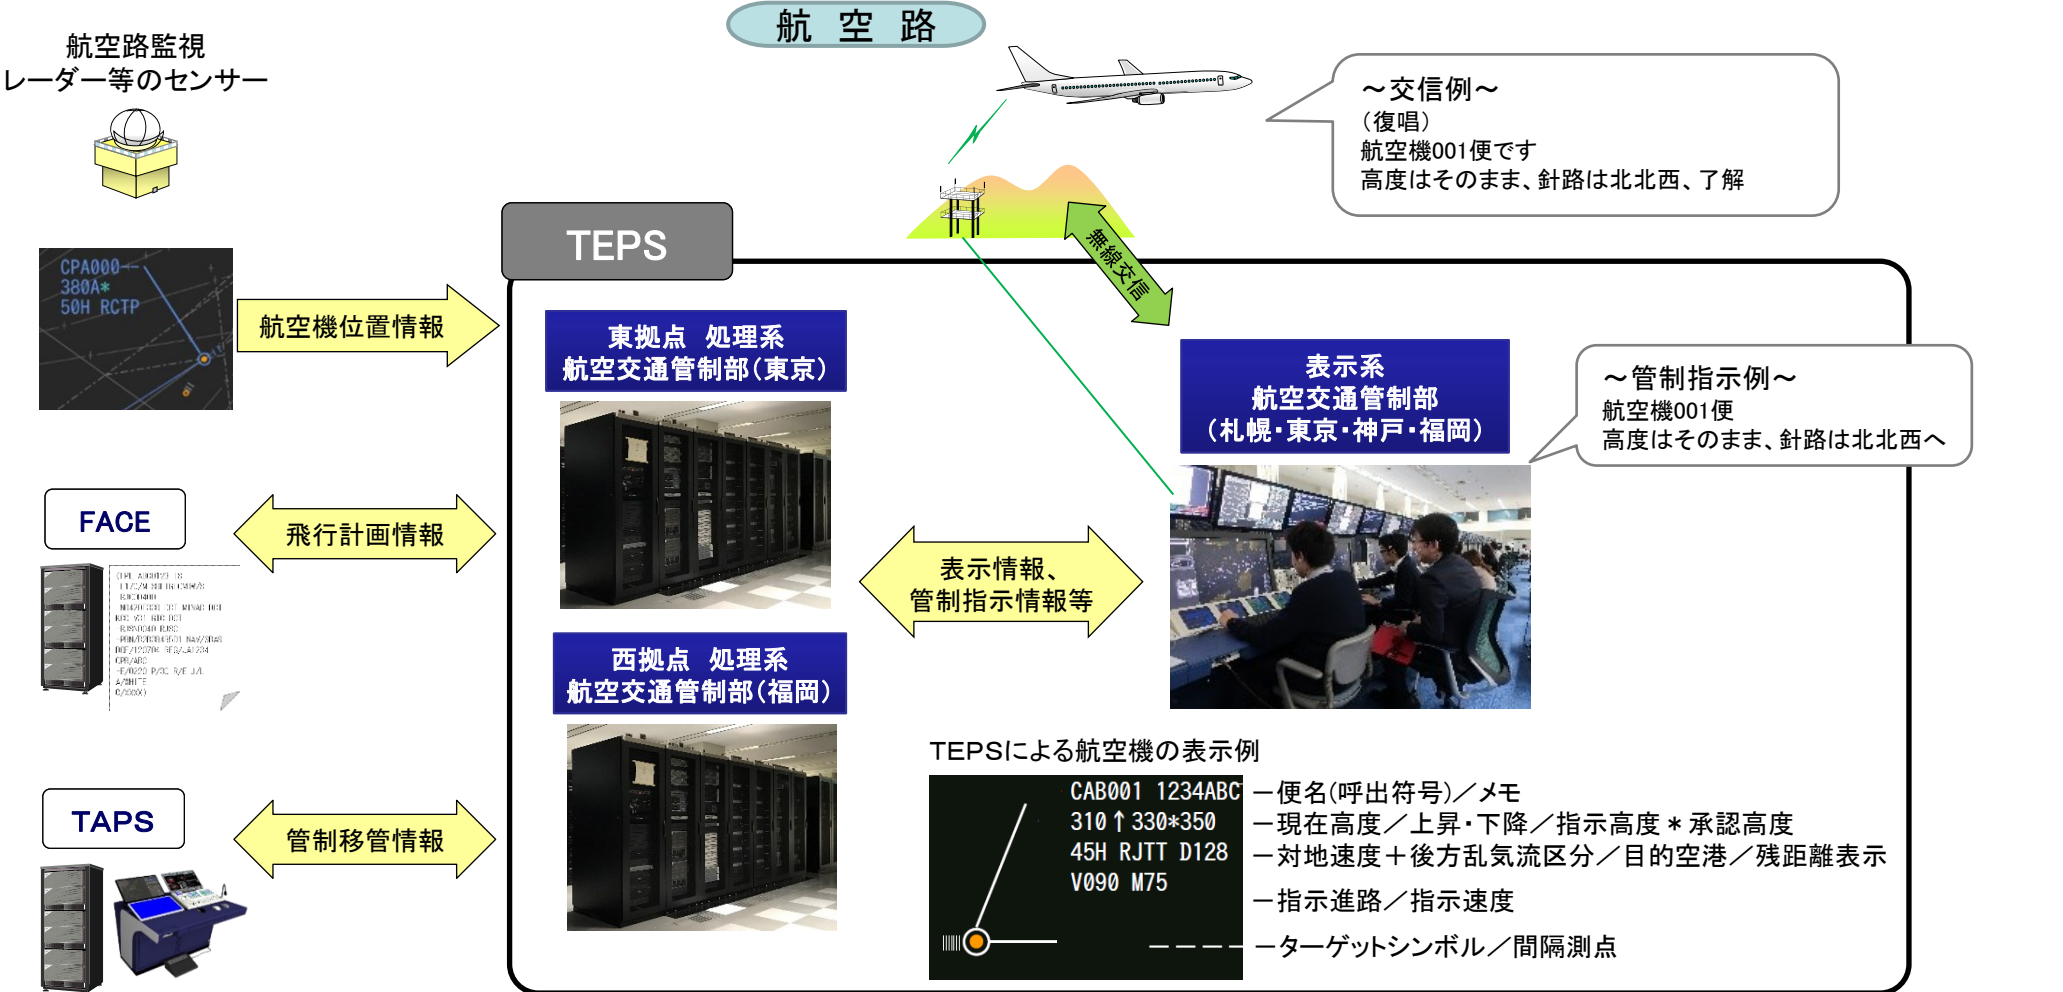 航 空 路
航空路監視
レーダー等のセンサー
～交信例～
（復唱）
航空機001便です
高度はそのまま、針路は北北西、了解
無線交信
TEPS
CPA000--
380A*
50H RCTP
航空機位置情報
東拠点 処理系
航空交通管制部（東京）
表示系
航空交通管制部
（札幌・東京・神戸・福岡）
～管制指示例～
航空機001便
高度はそのまま、針路は北北西へ
FACE
飛行計画情報
表示情報、
管制指示情報等
西拠点 処理系
航空交通管制部（福岡）
TAPS
管制移管情報
TEPSによる航空機の表示例
CAB001 1234ABC －便名(呼出符号)／メモ
310↑330*350 －現在高度／上昇・下降／指示高度＊承認高度
45H RJTT D128 －対地速度＋後方乱気流区分／目的空港／残距離表示
V090 M75 －指示進路／指示速度
－ターゲットシンボル／間隔測点